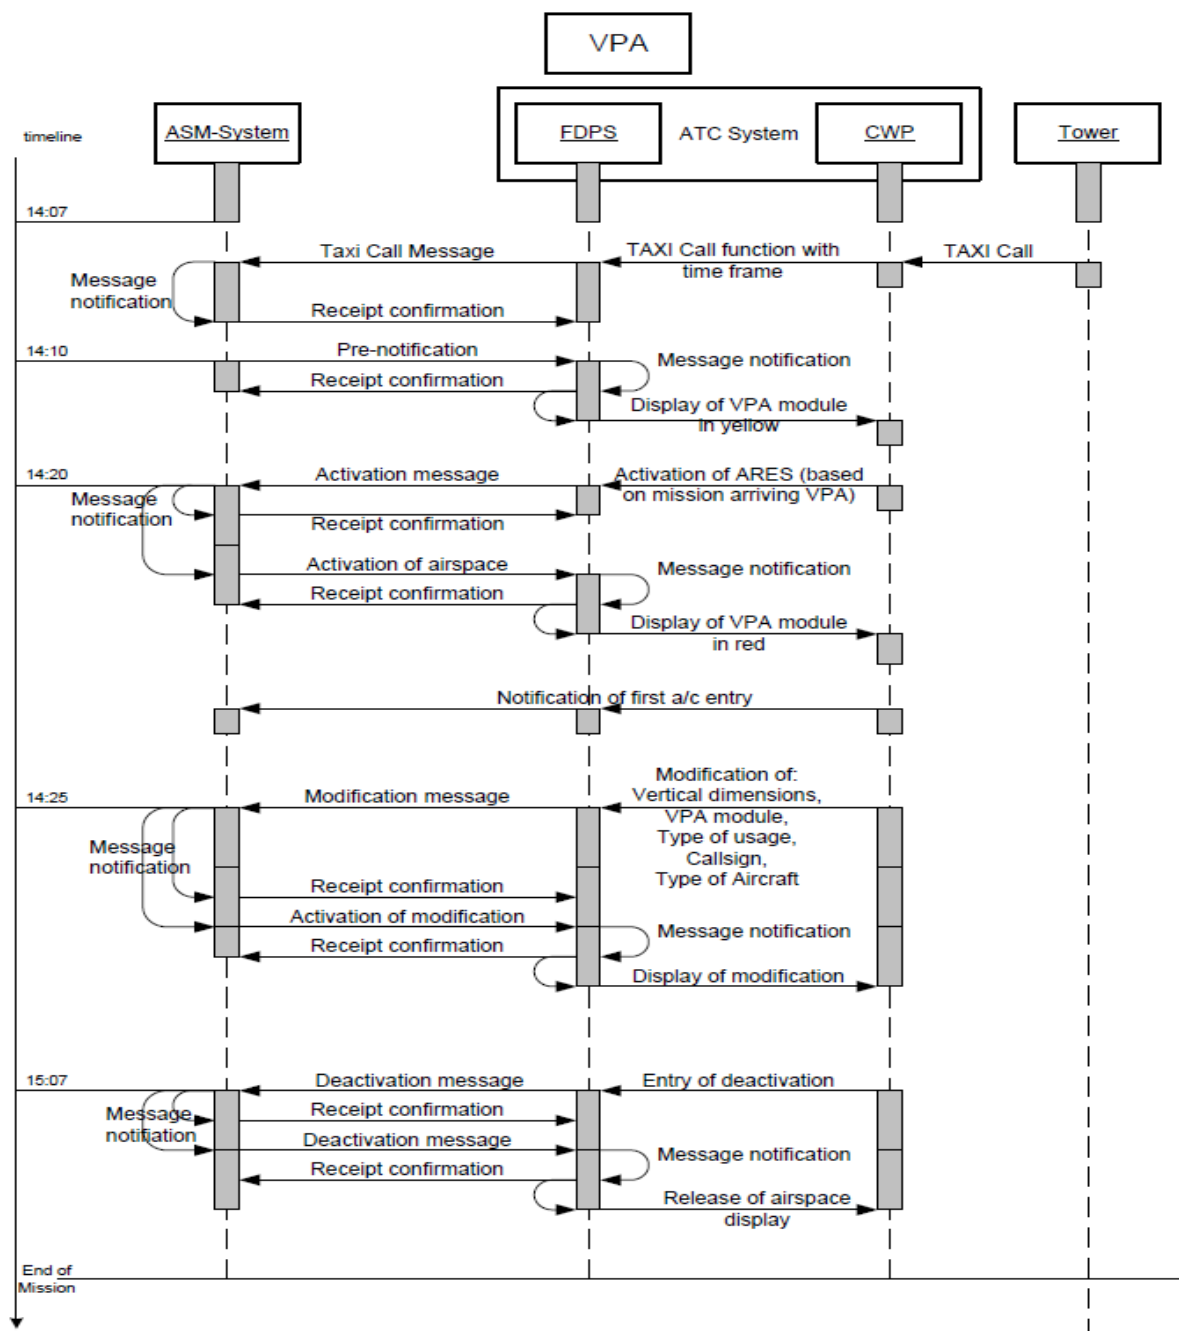 VPA
timeline
ASM-System
FDPS
ATC System
CWP
Tower
14:07
Taxi Call Message
TAXI Call function with
time frame
TAXI Call
Message
notification
Receipt confirmation
14:10
Pre-notification
Message notification
Receipt confirmation
Display of VPA module
in yellow
14:20
Activation message
Activation of ARES (based
on mission arriving VPA)
Message
notification
Receipt confirmation
Activation of airspace
Message notification
Receipt confirmation
Display of VPA module
in red
Notification of first a/c entry
14:25
Modification message
Modification of:
Vertical dimensions,
VPA module,
Type of usage,
Callsign,
Type of Aircraft
Message
notification
Receipt confirmation
Activation of modification
Message notification
Receipt confirmation
Display of modification
15:07
Deactivation message
Entry of deactivation
Message
notifiation
Receipt confirmation
Deactivation message
Message notification
Receipt confirmation
Release of airspace
display
End of
Mission